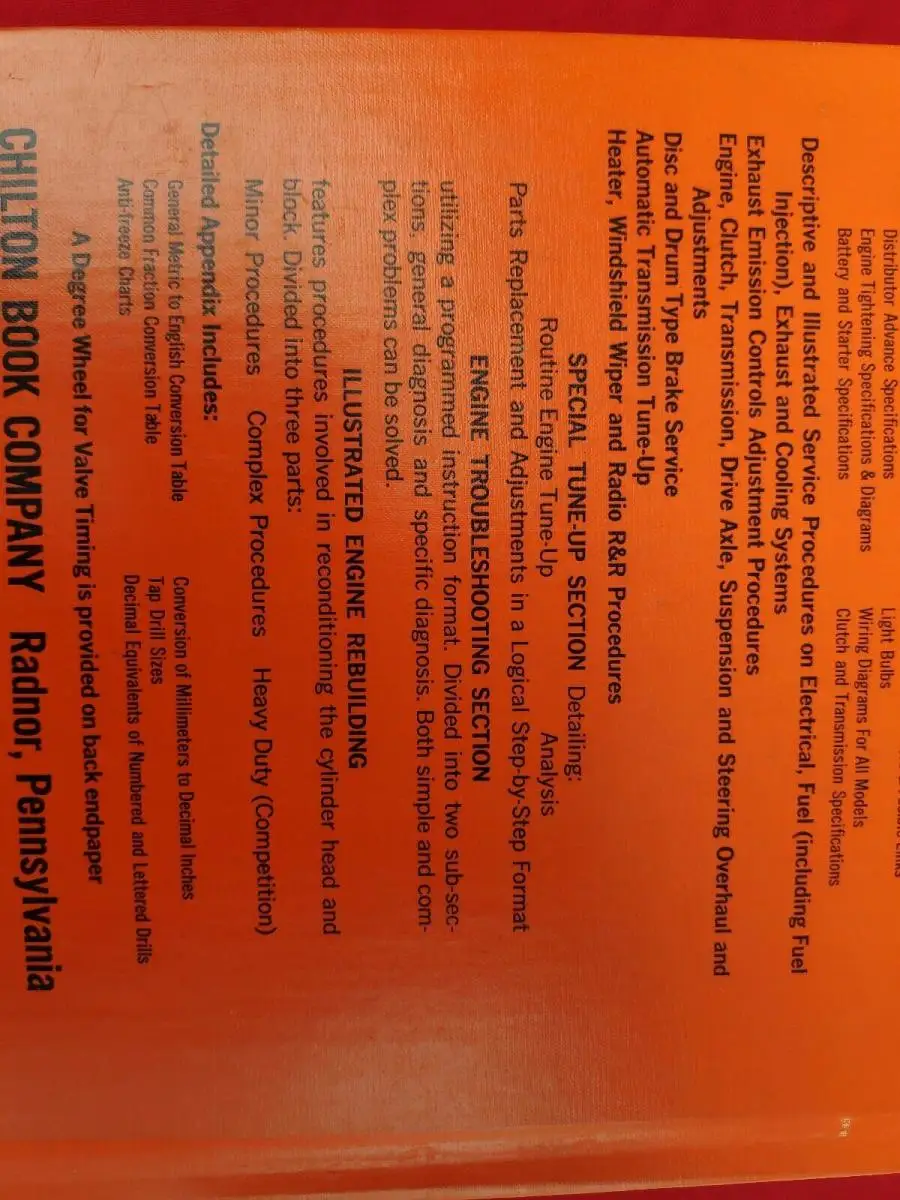 Distributor Advance Specifications
Engine Tightening Specifications & Diagrams
Battery and Starter Specifications
Light Bulbs
Wiring Diagrams For All Models
Clutch and Transmission Specifications
Descriptive and Illustrated Service Procedures on Electrical, Fuel (including Fuel
Injection), Exhaust and Cooling Systems
Exhaust Emission Controls Adjustment Procedures
Engine, Clutch, Transmission, Drive Axle, Suspension and Steering Overhaul and
Adjustments
Disc and Drum Type Brake Service
Automatic Transmission Tune-Up
Heater, Windshield Wiper and Radio R&R Procedures
SPECIAL TUNE-UP SECTION Detailing:
Routine Engine Tune-Up Analysis
Parts Replacement and Adjustments in a Logical Step-by-Step Format
ENGINE TROUBLESHOOTING SECTION
utilizing a programmed instruction format. Divided into two sub-sec-
tions, general diagnosis and specific diagnosis. Both simple and com-
plex problems can be solved.
ILLUSTRATED ENGINE REBUILDING
features procedures involved in reconditioning the cylinder head and
block. Divided into three parts:
Minor Procedures Complex Procedures Heavy Duty (Competition)
Detailed Appendix Includes:
General Metric to English Conversion Table
Common Fraction Conversion Table
Anti-freeze Charts
Conversion of Millimeters to Decimal Inches
Tap Drill Sizes
Decimal Equivalents of Numbered and Lettered Drills
A Degree Wheel for Valve Timing is provided on back endpaper
CHILTON BOOK COMPANY Radnor, Pennsylvania